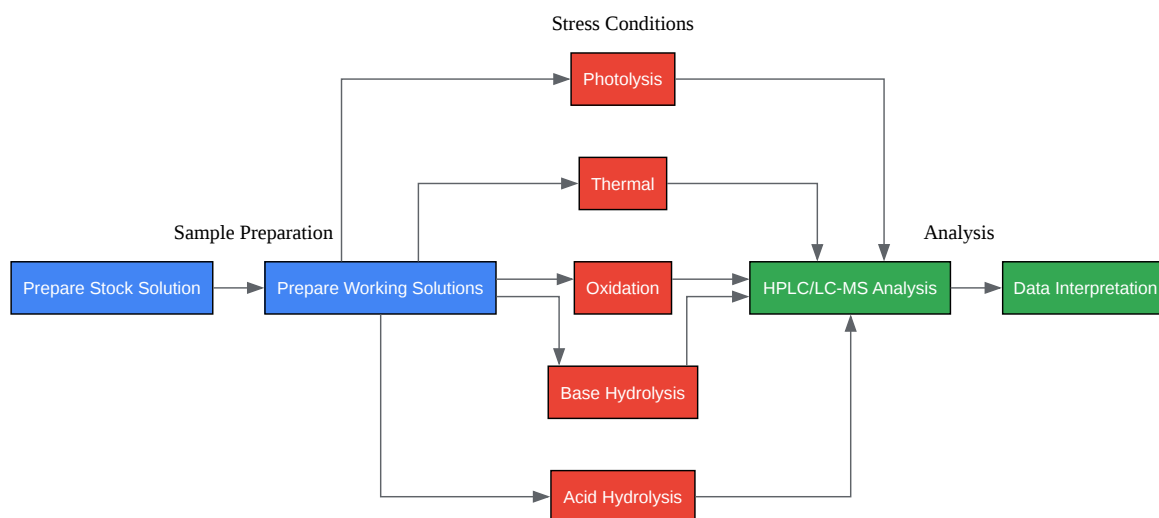 Stress Conditions
Photolysis
Thermal
Sample Preparation
Analysis
Prepare Stock Solution
Prepare Working Solutions
Oxidation
HPLC/LC-MS Analysis
Data Interpretation
Base Hydrolysis
Acid Hydrolysis